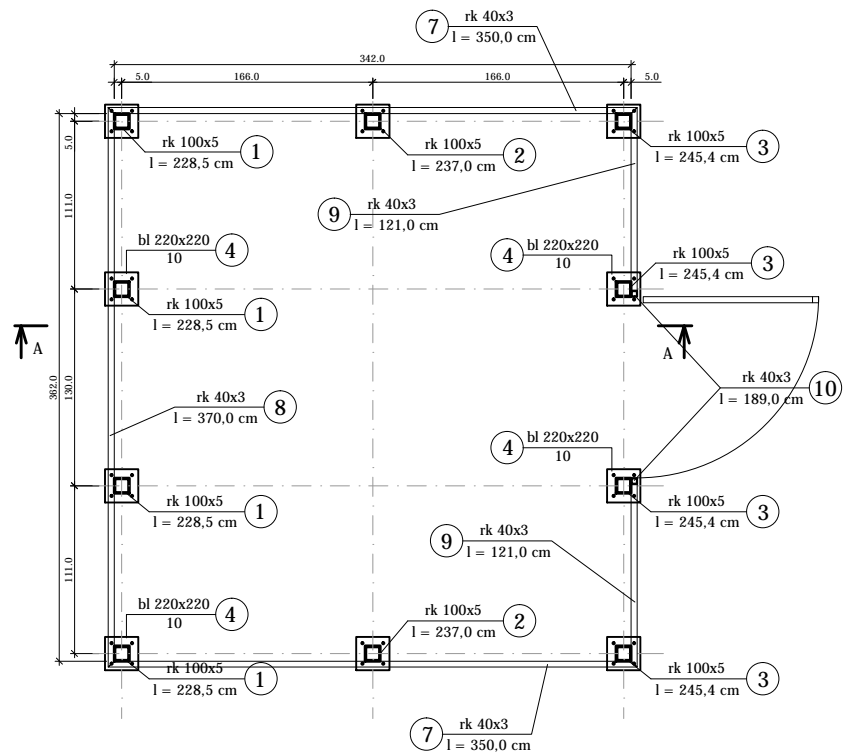 7
rk 40x3
l = 350,0 cm
342.0
5.0
166.0
166.0
5.0
5.0
rk 100x5
l = 228,5 cm
1
rk 100x5
l = 237,0 cm
2
rk 100x5
l = 245,4 cm
3
111.0
9
rk 40x3
l = 121,0 cm
bl 220x220
10
4
4
bl 220x220
10
rk 100x5
l = 245,4 cm
3
rk 100x5
l = 228,5 cm
1
A
A
362.0
130.0
rk 40x3
l = 370,0 cm
8
rk 40x3
l = 189,0 cm
10
4
bl 220x220
10
rk 100x5
l = 228,5 cm
1
rk 100x5
l = 245,4 cm
3
9
rk 40x3
l = 121,0 cm
111.0
bl 220x220
10
4
rk 100x5
l = 237,0 cm
2
rk 100x5
l = 228,5 cm
1
rk 100x5
l = 245,4 cm
3
7
rk 40x3
l = 350,0 cm